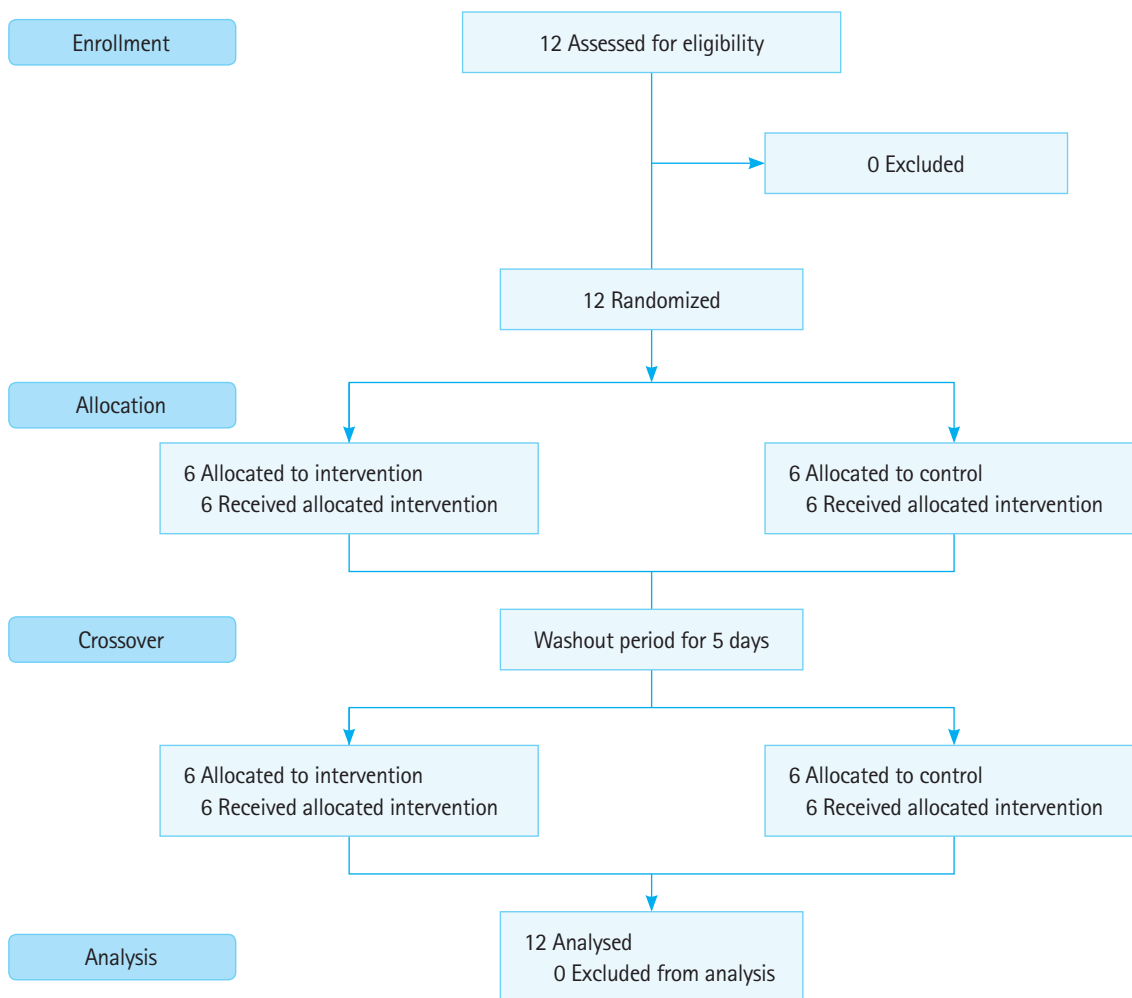 Enrollment
12 Assessed for eligibility
0 Excluded
12 Randomized
Allocation
6 Allocated to intervention
6 Received allocated intervention
6 Allocated to control
6 Received allocated intervention
Crossover
Washout period for 5 days
6 Allocated to intervention
6 Received allocated intervention
6 Allocated to control
6 Received allocated intervention
Analysis
12 Analysed
0 Excluded from analysis